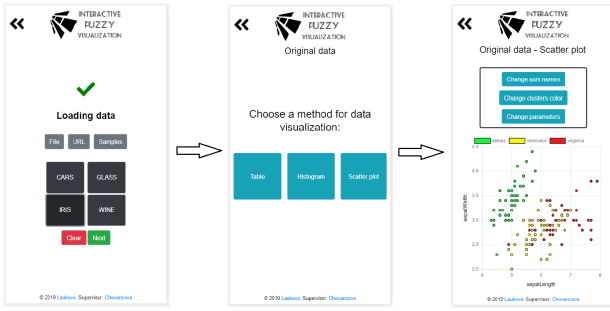 INTERACTIVE
FUZZY
VISUALIZATION
Loading data
File URL Samples
CARS GLASS
IRIS WINE
Clear Next
© 2019 Laukova, Supervisor: Chovancova
INTERACTIVE
FUZZY
VISUALIZATION
Original data
Choose a method for data
visualization:
Table Histogram Scatter plot
© 2019 Laukova, Supervisor: Chovancova
INTERACTIVE
FUZZY
VISUALIZATION
Original data - Scatter plot
Change axis names
Change clusters color
Change parameters
setosa versicolor virginica
4.5
4.0
3.5
3.0
2.5
2.0
sepalWidth
4 5 6 7 8
sepalLength
© 2019 Laukova, Supervisor: Chovancova